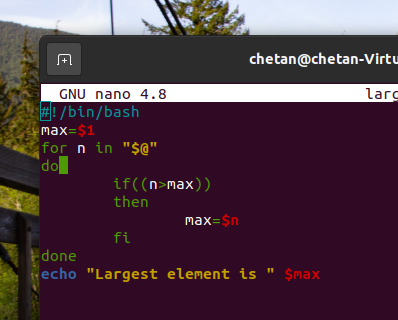 chetan@chetan-Virtu
GNU nano 4.8 larg
#!/bin/bash
max=$1
for n in "$@"
do
if((n>max))
then
max=$n
fi
done
echo "Largest element is " $max